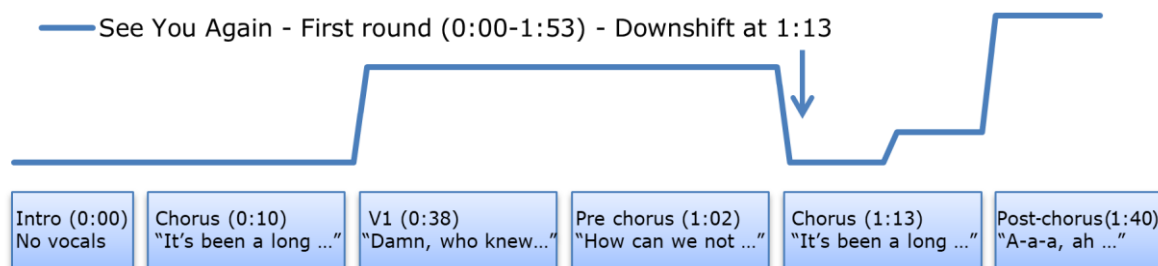 See You Again - First round (0:00-1:53) - Downshift at 1:13
Intro (0:00)
No vocals
Chorus (0:10)
“It’s been a long …”
V1 (0:38)
“Damn, who knew…”
Pre chorus (1:02)
“How can we not …”
Chorus (1:13)
“It’s been a long …”
Post-chorus(1:40)
“A-a-a, ah …”